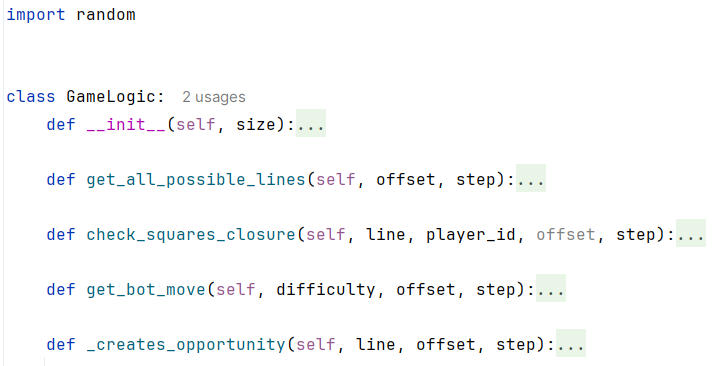 import random
class GameLogic: 2 usages
def __init__(self, size):...
def get_all_possible_lines(self, offset, step):...
def check_squares_closure(self, line, player_id, offset, step):...
def get_bot_move(self, difficulty, offset, step):...
def _creates_opportunity(self, line, offset, step):...